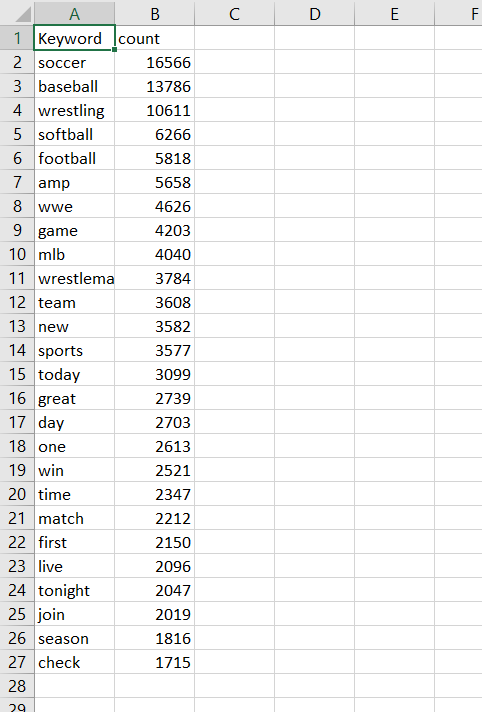 A B C D E F
1 Keyword count
2 soccer 16566
3 baseball 13786
4 wrestling 10611
5 softball 6266
6 football 5818
7 amp 5658
8 wwe 4626
9 game 4203
10 mlb 4040
11 wrestlema 3784
12 team 3608
13 new 3582
14 sports 3577
15 today 3099
16 great 2739
17 day 2703
18 one 2613
19 win 2521
20 time 2347
21 match 2212
22 first 2150
23 live 2096
24 tonight 2047
25 join 2019
26 season 1816
27 check 1715
28
29